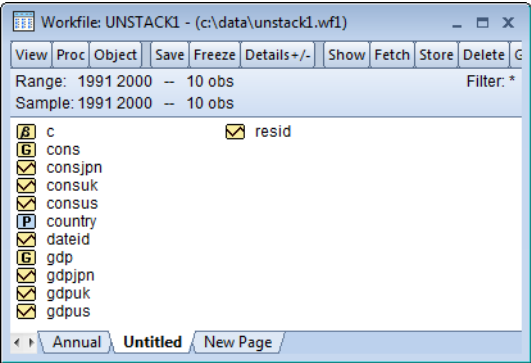 Workfile: UNSTACK1 - (c:\data\unstack1.wf1)
View Proc Object Save Freeze Details+/- Show Fetch Store Delete G
Range: 1991 2000 -- 10 obs Filter: *
Sample: 1991 2000 -- 10 obs
β c
G cons
consjpn
consuk
consus
P country
dateid
G gdp
gdpjpn
gdpuk
gdpus
resid
Annual Untitled New Page